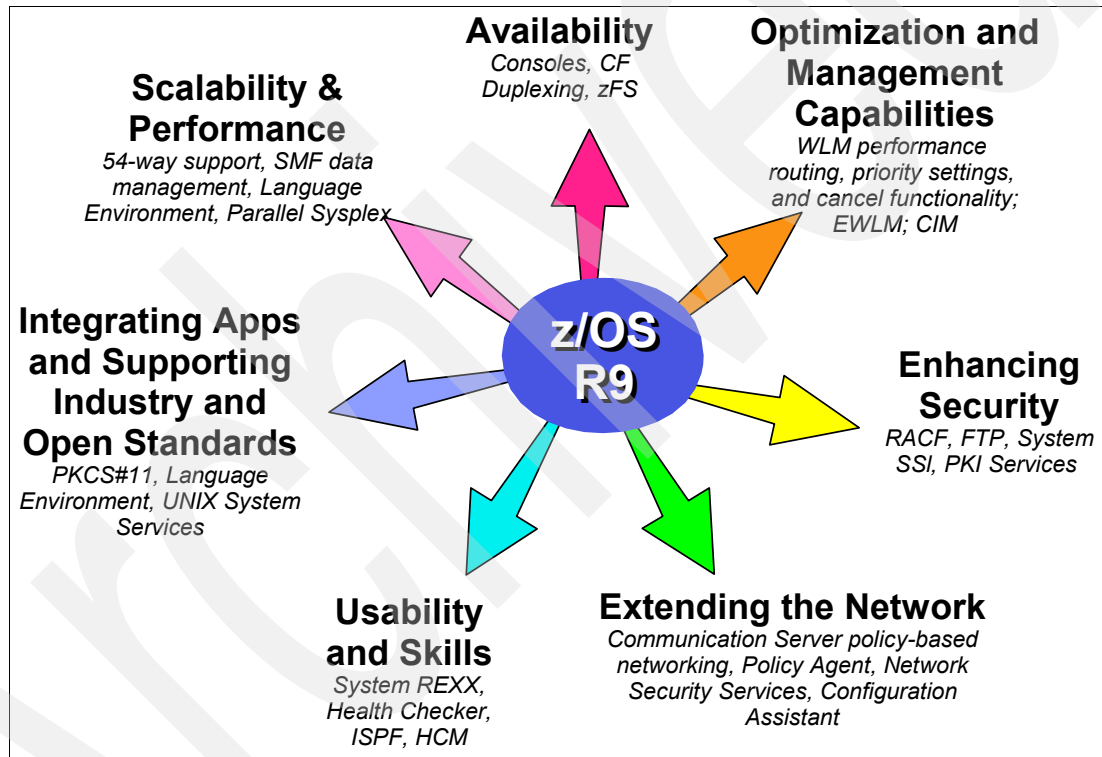 Availability
Consoles, CF
Duplexing, zFS
Optimization and
Management
Capabilities
WLM performance
routing, priority settings,
and cancel functionality;
EWLM; CIM
Scalability &
Performance
54-way support, SMF data
management, Language
Environment, Parallel Sysplex
z/OS
R9
Integrating Apps
and Supporting
Industry and
Open Standards
PKCS#11, Language
Environment, UNIX System
Services
Enhancing
Security
RACF, FTP, System
SSl, PKI Services
Usability
and Skills
System REXX,
Health Checker,
ISPF, HCM
Extending the Network
Communication Server policy-based
networking, Policy Agent, Network
Security Services, Configuration
Assistant